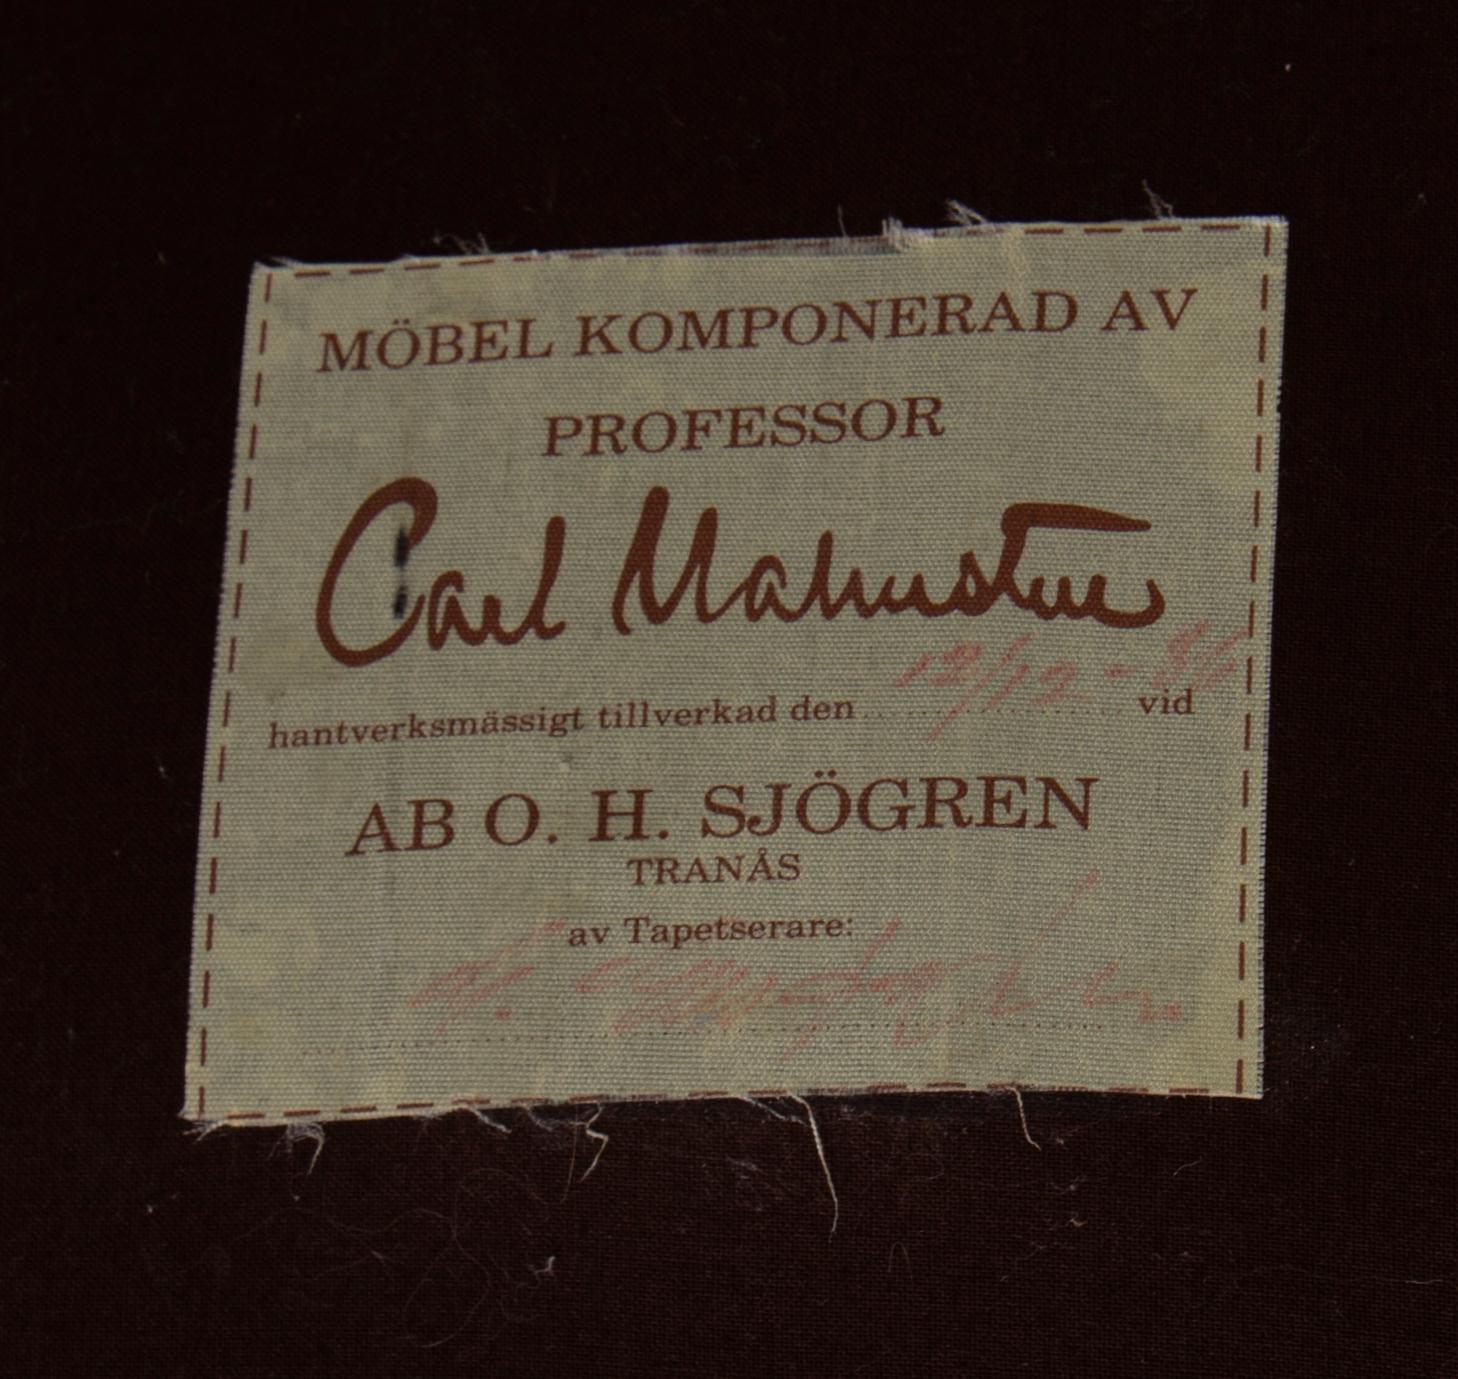 MÖBEL KOMPONERAD AV
PROFESSOR
Carl Malmsten
hantverksmässigt tillverkad den 12/12-86 vid
AB O. H. SJÖGREN
TRANÅS
av Tapetserare: